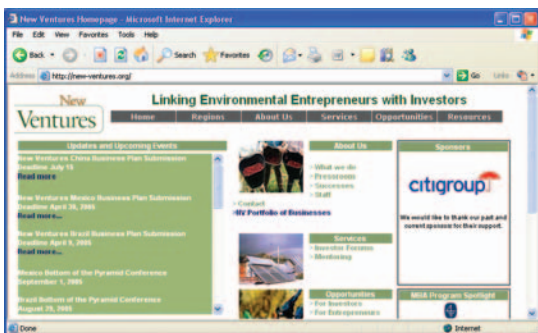 New Ventures Homepage - Microsoft Internet Explorer
File Edit View Favorites Tools Help
Back Search Favorites
Address http://new-ventures.org/ Go Links
New Ventures
Linking Environmental Entrepreneurs with Investors
Home Regions About Us Services Opportunities Resources
Updates and Upcoming Events
New Ventures China Business Plan Submission
Deadline July 15
Read more
New Ventures Mexico Business Plan Submission
Deadline April 30, 2005
Read more...
New Ventures Brazil Business Plan Submission
Deadline April 9, 2005
Read more...
Mexico Bottom of the Pyramid Conference
September 1, 2005
Brazil Bottom of the Pyramid Conference
August 29, 2005
About Us
What we do
Pressroom
Successes
Staff
Contact
NV Portfolio of Businesses
Services
Investor Forums
Mentoring
Opportunities
For Investors
For Entrepreneurs
Sponsors
citigroup
We would like to thank our past and
current sponsors for their support.
MBA Program Spotlight
Done Internet